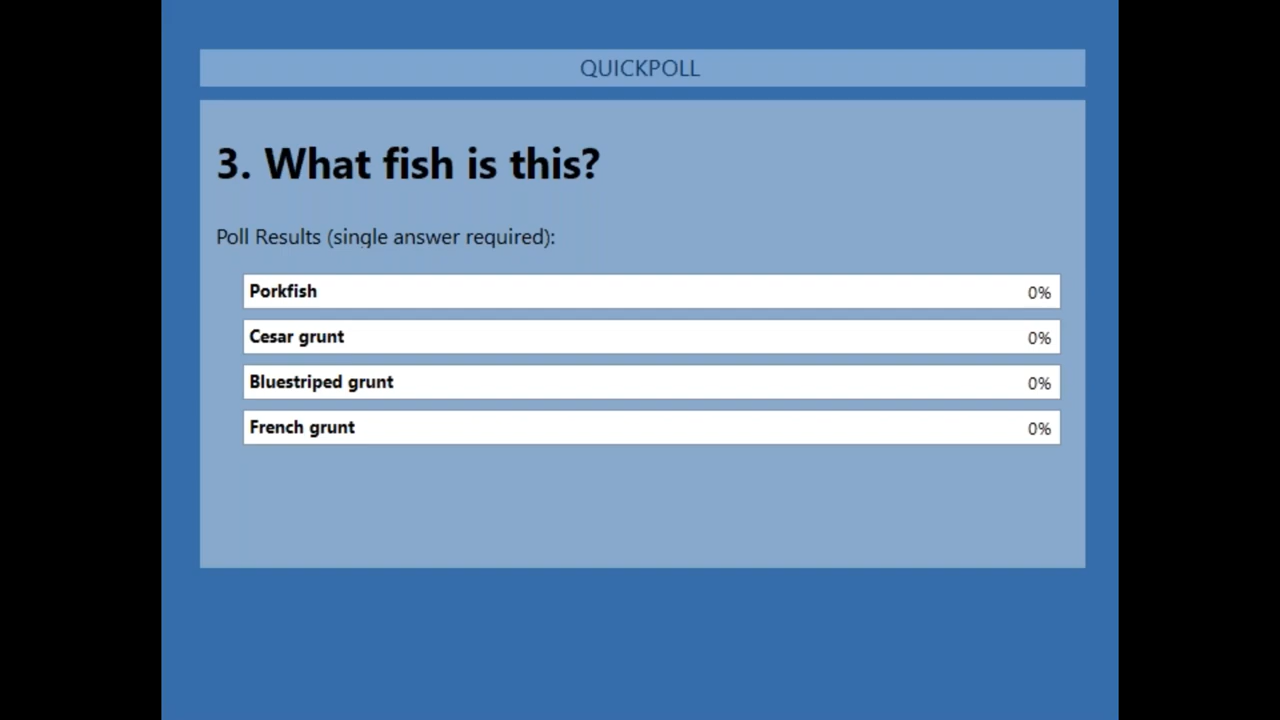 QUICKPOLL
3. What fish is this?
Poll Results (single answer required):
Porkfish 0%
Cesar grunt 0%
Bluestriped grunt 0%
French grunt 0%